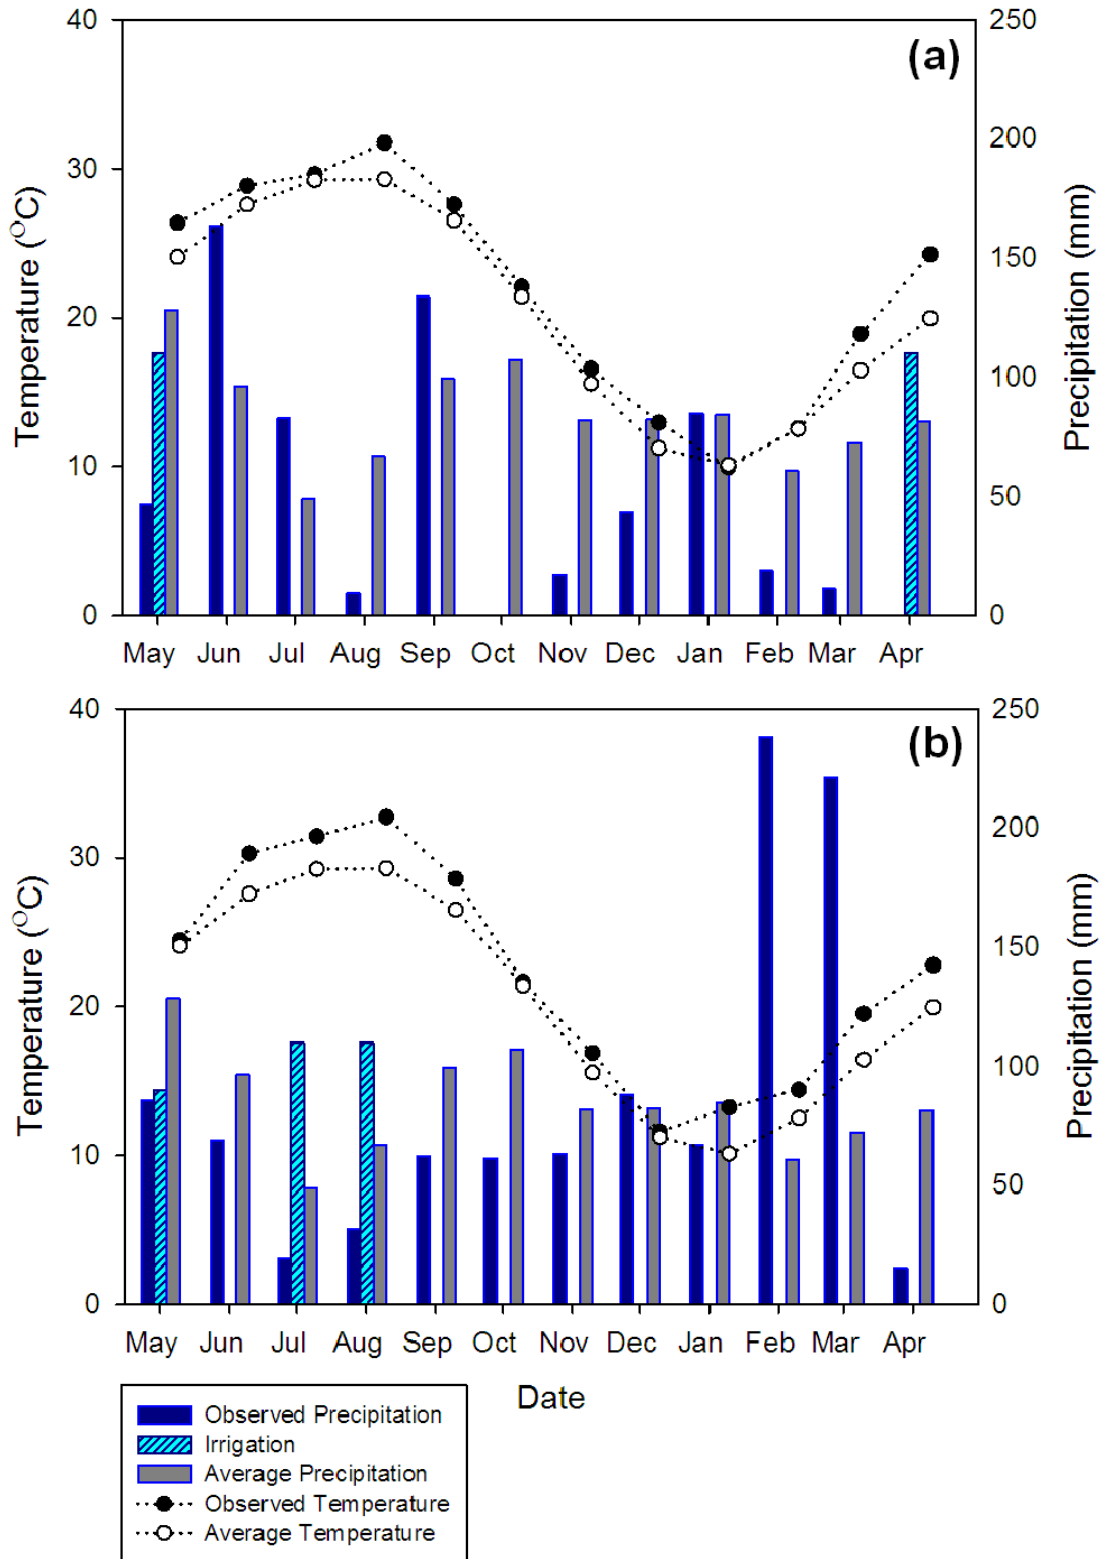 (a)
Temperature (°C)
Precipitation (mm)
40
30
20
10
0
250
200
150
100
50
0
May Jun Jul Aug Sep Oct Nov Dec Jan Feb Mar Apr
(b)
Temperature (°C)
Precipitation (mm)
40
30
20
10
0
250
200
150
100
50
0
May Jun Jul Aug Sep Oct Nov Dec Jan Feb Mar Apr
Date
Observed Precipitation
Irrigation
Average Precipitation
Observed Temperature
Average Temperature